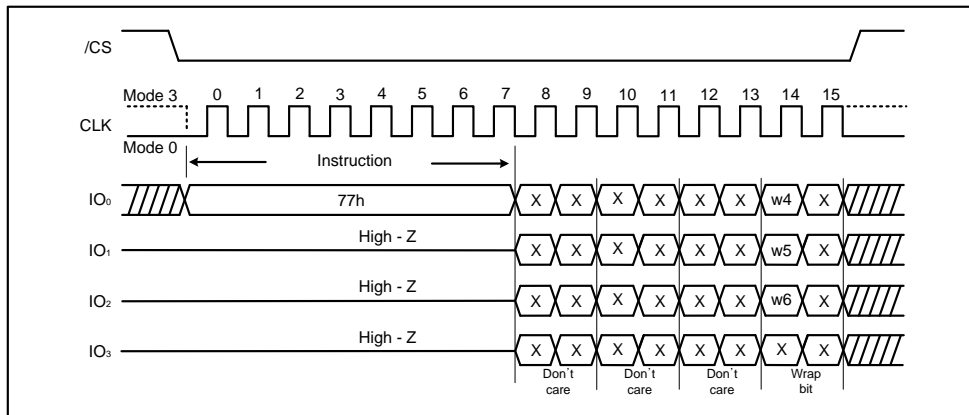 /CS
Mode 3 0 1 2 3 4 5 6 7 8 9 10 11 12 13 14 15
CLK
Mode 0
Instruction
IO₀ 77h X X X X X X w4 X
High - Z
IO₁ X X X X X X w5 X
High - Z
IO₂ X X X X X X w6 X
High - Z
IO₃ X X X X X X X X
Don't care Don't care Don't care Wrap bit